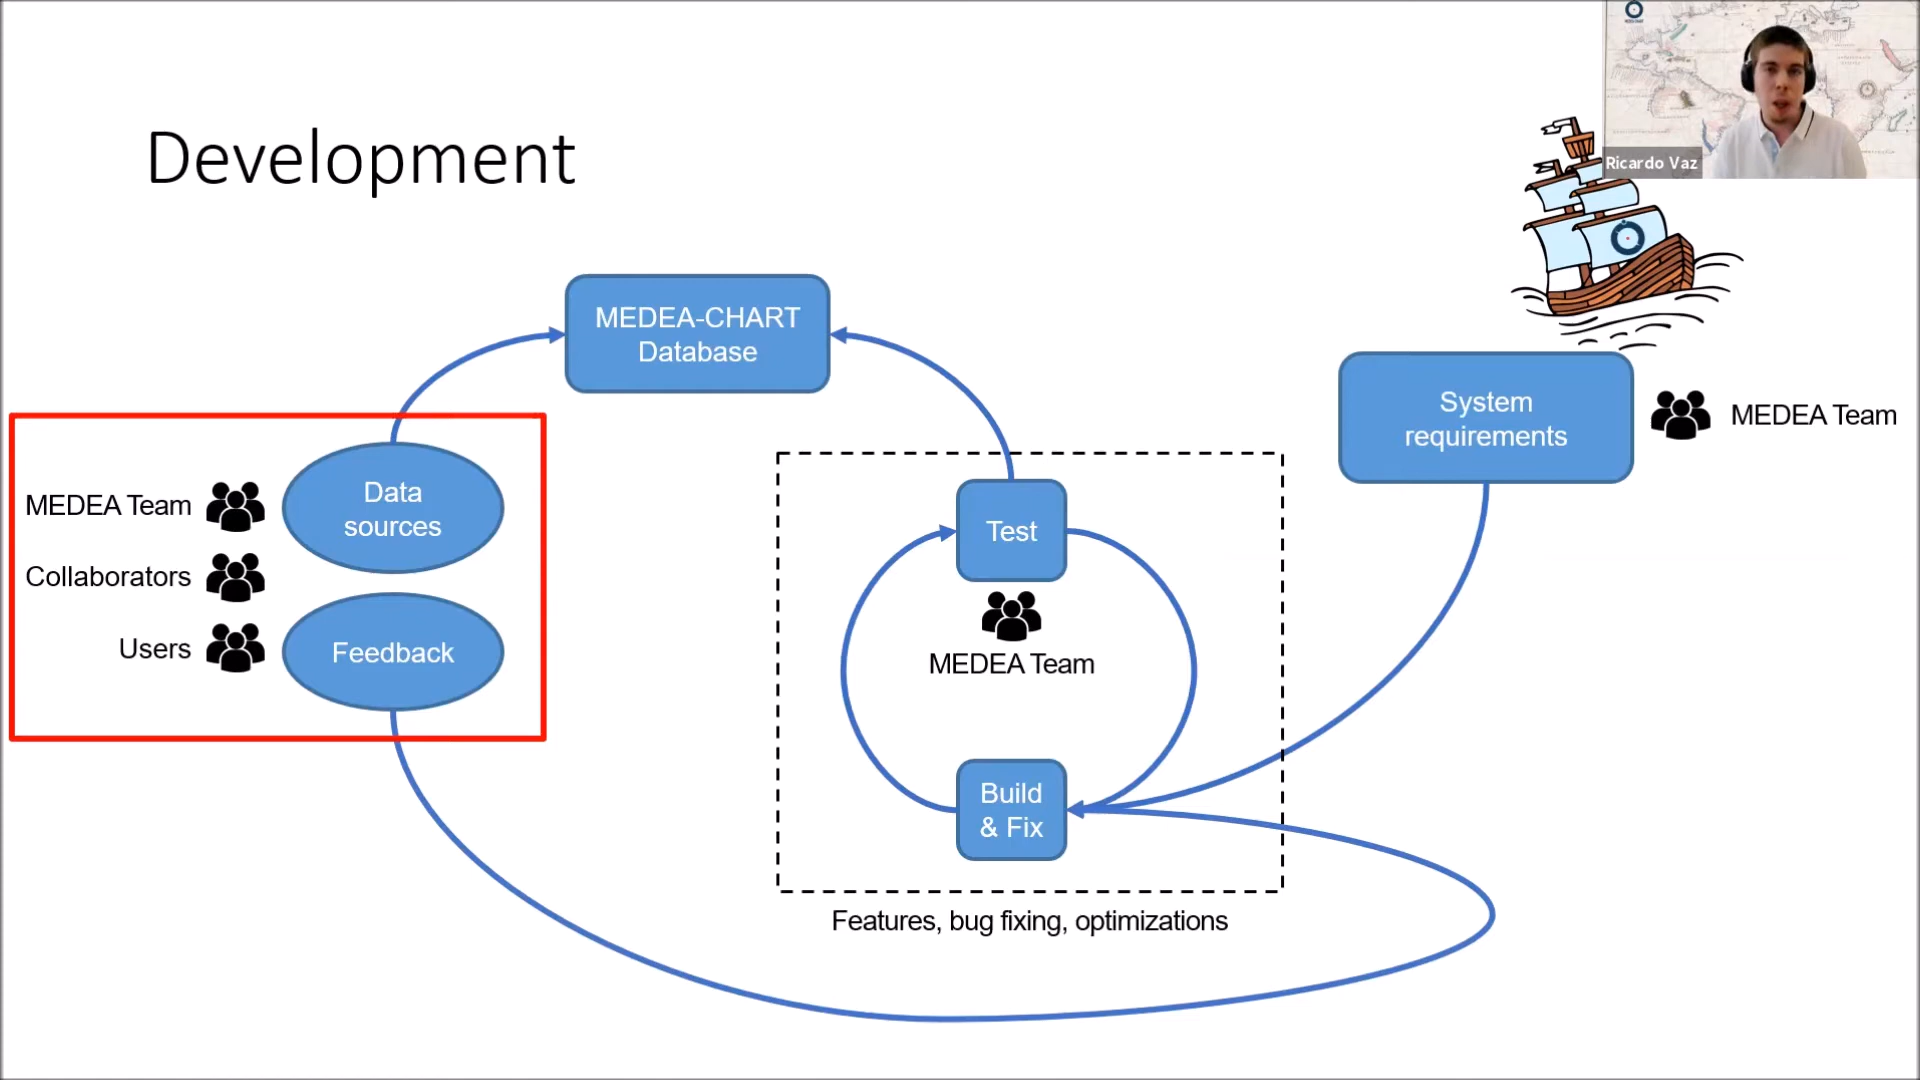 Ricardo Vaz
Development
MEDEA-CHART
Database
System
requirements
MEDEA Team
Data
sources
MEDEA Team
Collaborators
Users
Feedback
Test
MEDEA Team
Build
& Fix
Features, bug fixing, optimizations